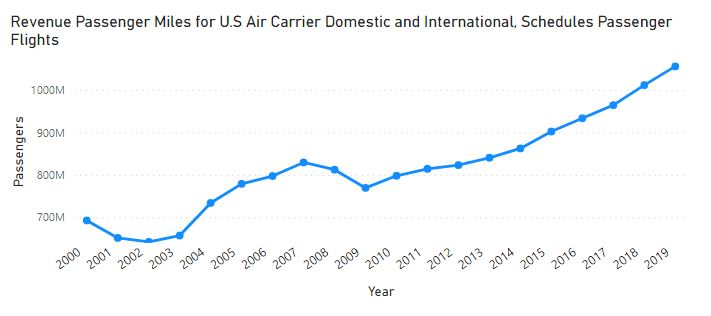 Revenue Passenger Miles for U.S Air Carrier Domestic and International, Schedules Passenger
Flights
Passengers
1000M
900M
800M
700M
2000 2001 2002 2003 2004 2005 2006 2007 2008 2009 2010 2011 2012 2013 2014 2015 2016 2017 2018 2019
Year